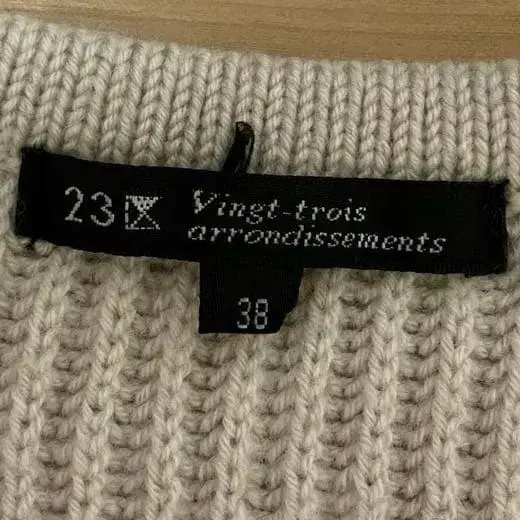 23 Vingt-trois
arrondissements
38